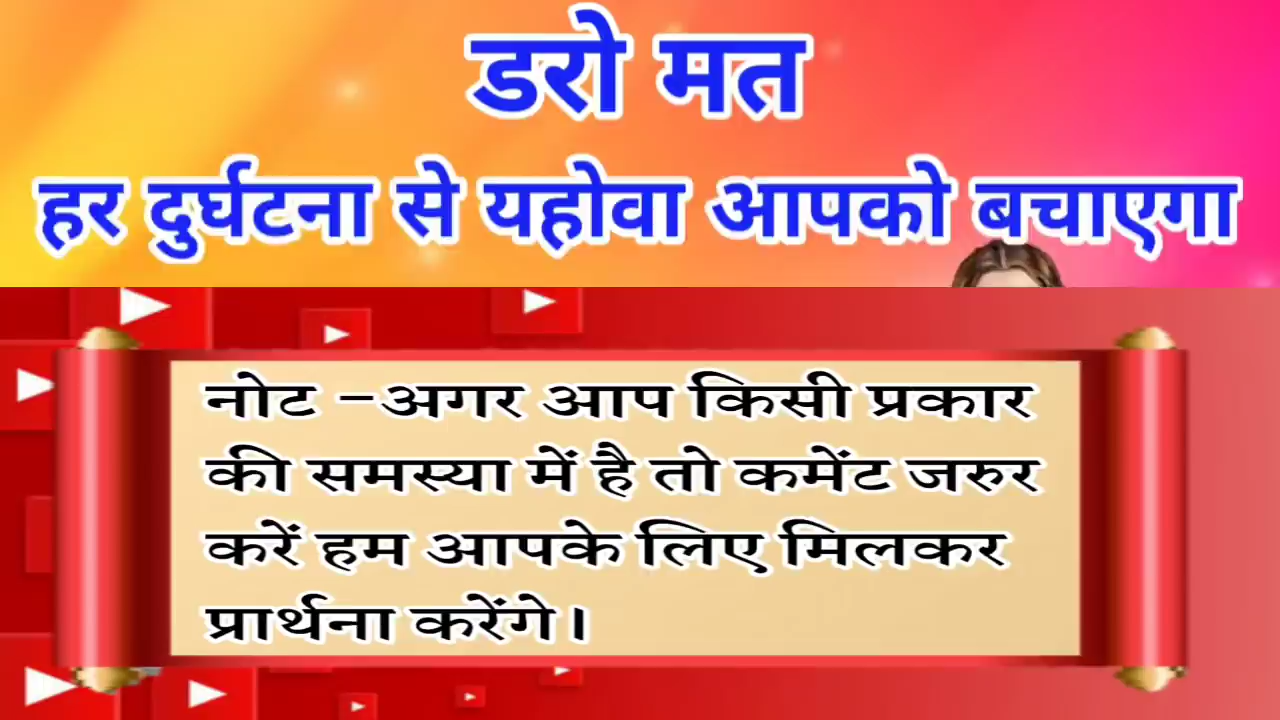 डरो मत
हर दुर्घटना से यहोवा आपको बचाएगा
नोट -अगर आप किसी प्रकार
की समस्या में है तो कमेंट जरुर
करें हम आपके लिए मिलकर
प्रार्थना करेंगे।